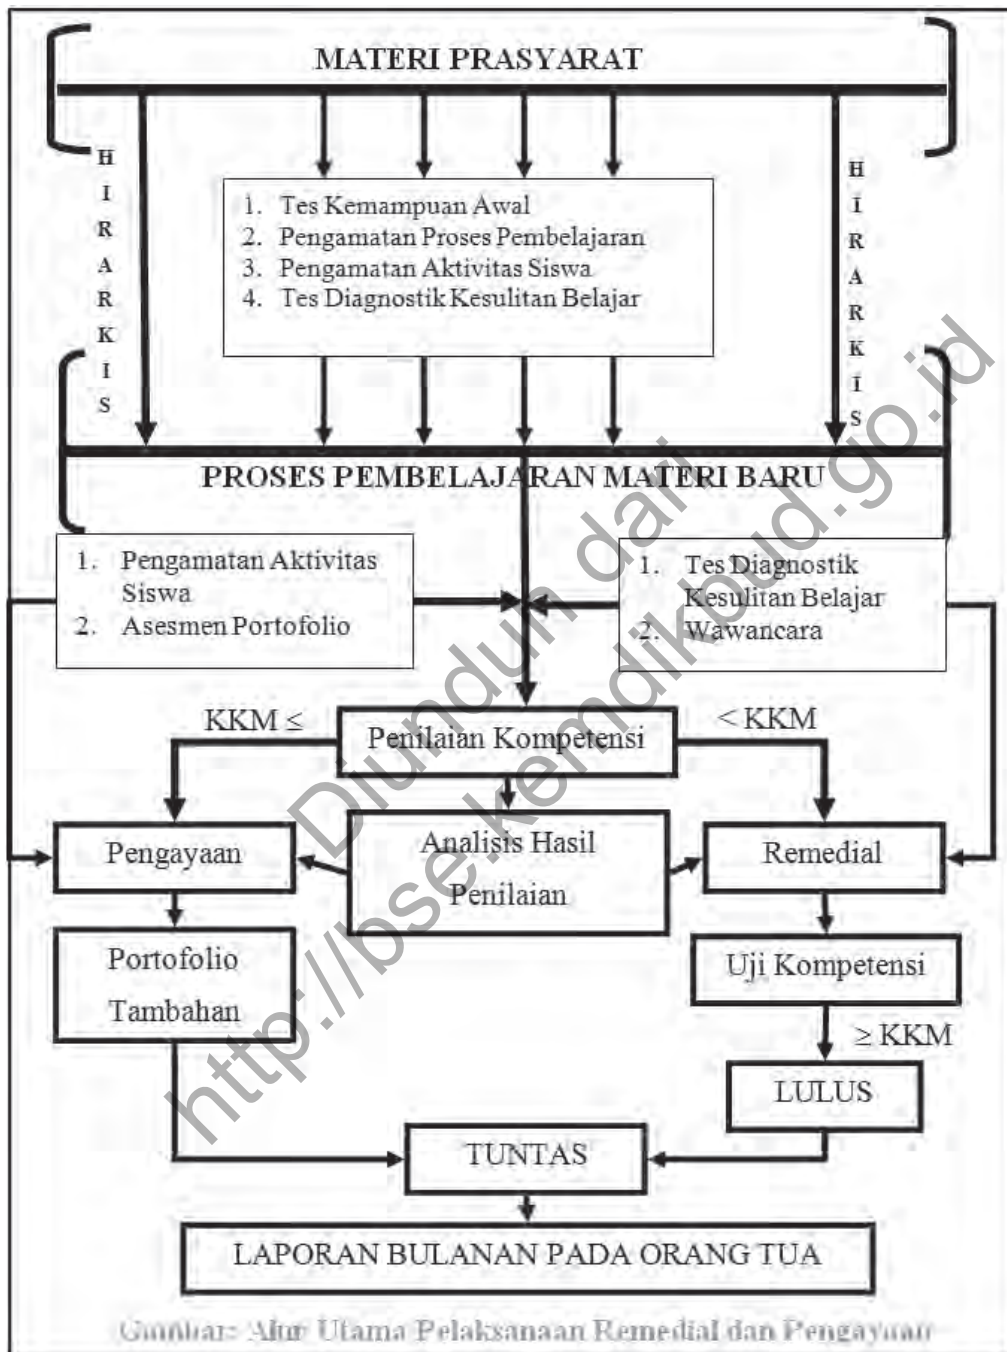 MATERI PRASYARAT
HIRARKIS
HIRARKIS
1. Tes Kemampuan Awal
2. Pengamatan Proses Pembelajaran
3. Pengamatan Aktivitas Siswa
4. Tes Diagnostik Kesulitan Belajar
PROSES PEMBELAJARAN MATERI BARU
1. Pengamatan Aktivitas
Siswa
2. Asesmen Portofolio
1. Tes Diagnostik
Kesulitan Belajar
2. Wawancara
KKM ≤
Penilaian Kompetensi
< KKM
Pengayaan
Analisis Hasil
Penilaian
Remedial
Portofolio
Tambahan
Uji Kompetensi
≥ KKM
LULUS
TUNTAS
LAPORAN BULANAN PADA ORANG TUA
Gambar: Alur Utama Pelaksanaan Remedial dan Pengayaan
Diunduh dari
http://bse.kemdikbud.go.id